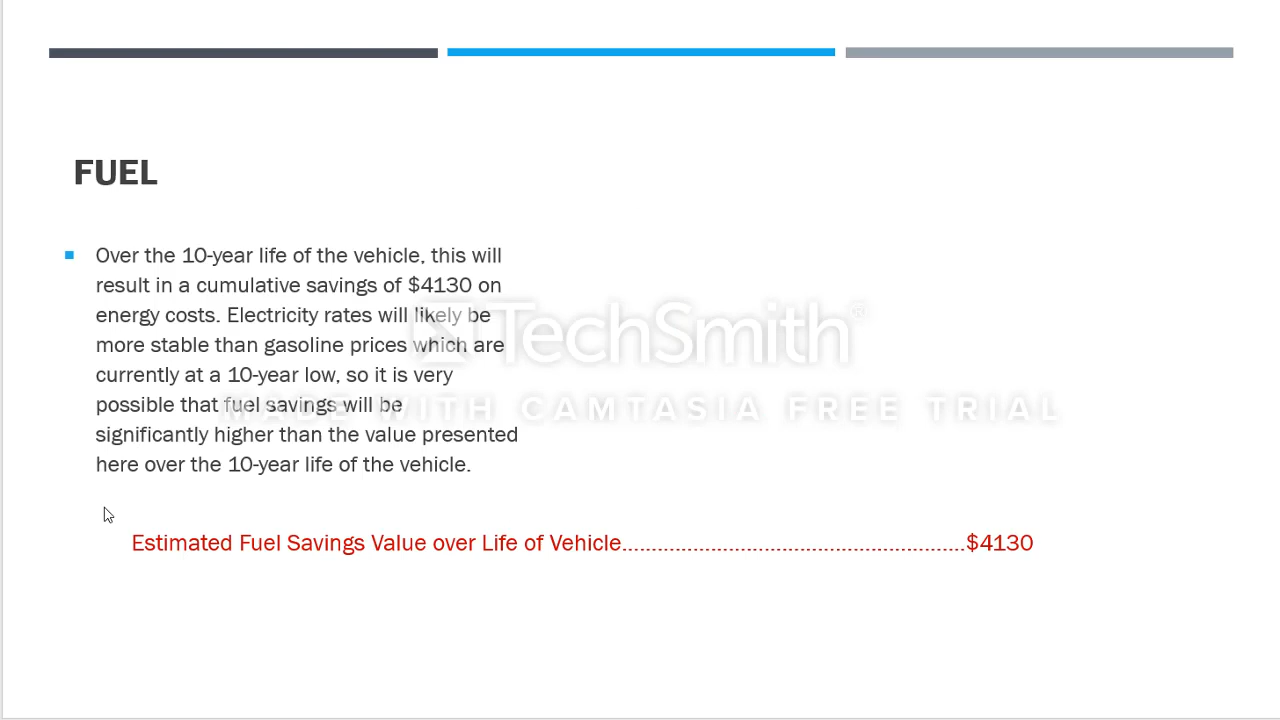 FUEL
Over the 10-year life of the vehicle, this will
result in a cumulative savings of $4130 on
energy costs. Electricity rates will likely be
more stable than gasoline prices which are
currently at a 10-year low, so it is very
possible that fuel savings will be
significantly higher than the value presented
here over the 10-year life of the vehicle.
TechSmith®
MADE WITH CAMTASIA FREE TRIAL
Estimated Fuel Savings Value over Life of Vehicle..........................................................$4130